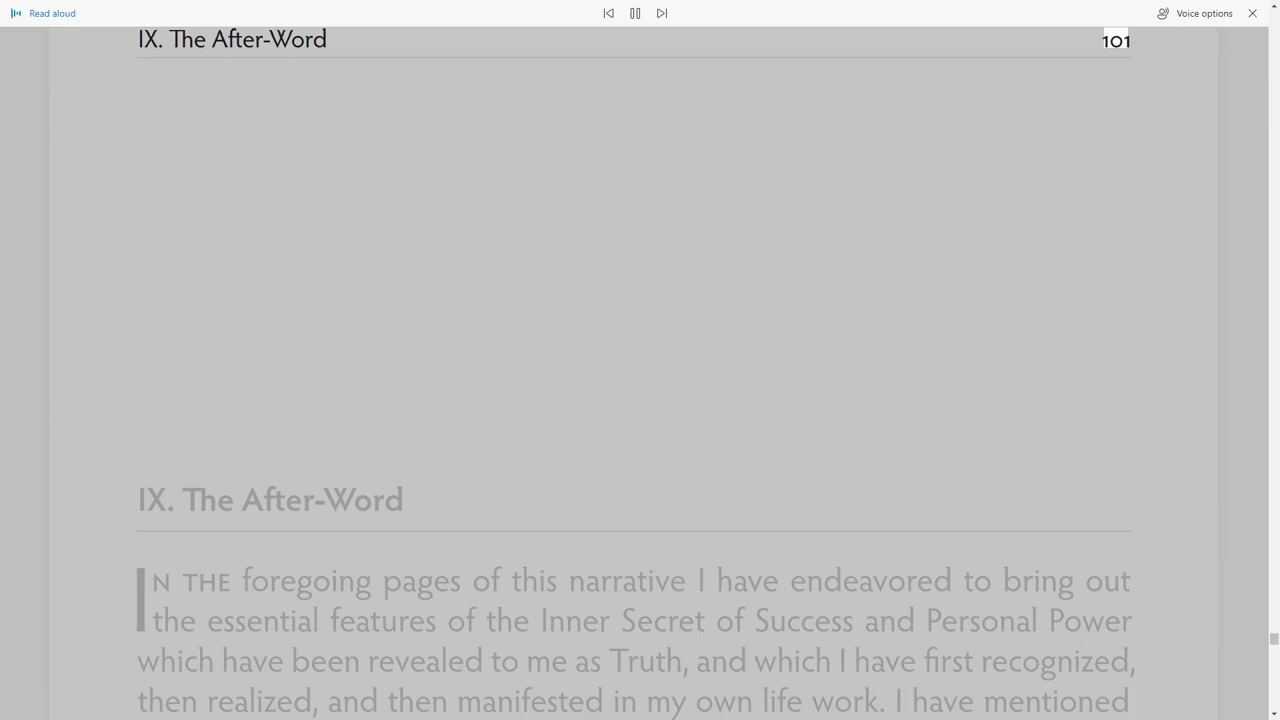 Read aloud
Voice options
IX. The After-Word 101
IX. The After-Word
IN THE foregoing pages of this narrative I have endeavored to bring out
the essential features of the Inner Secret of Success and Personal Power
which have been revealed to me as Truth, and which I have first recognized,
then realized, and then manifested in my own life work. I have mentioned